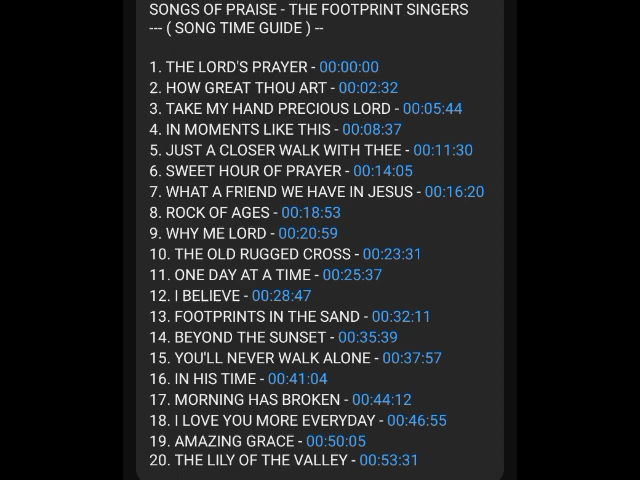 SONGS OF PRAISE - THE FOOTPRINT SINGERS
--- ( SONG TIME GUIDE ) --
1. THE LORD'S PRAYER - 00:00:00
2. HOW GREAT THOU ART - 00:02:32
3. TAKE MY HAND PRECIOUS LORD - 00:05:44
4. IN MOMENTS LIKE THIS - 00:08:37
5. JUST A CLOSER WALK WITH THEE - 00:11:30
6. SWEET HOUR OF PRAYER - 00:14:05
7. WHAT A FRIEND WE HAVE IN JESUS - 00:16:20
8. ROCK OF AGES - 00:18:53
9. WHY ME LORD - 00:20:59
10. THE OLD RUGGED CROSS - 00:23:31
11. ONE DAY AT A TIME - 00:25:37
12. I BELIEVE - 00:28:47
13. FOOTPRINTS IN THE SAND - 00:32:11
14. BEYOND THE SUNSET - 00:35:39
15. YOU'LL NEVER WALK ALONE - 00:37:57
16. IN HIS TIME - 00:41:04
17. MORNING HAS BROKEN - 00:44:12
18. I LOVE YOU MORE EVERYDAY - 00:46:55
19. AMAZING GRACE - 00:50:05
20. THE LILY OF THE VALLEY - 00:53:31